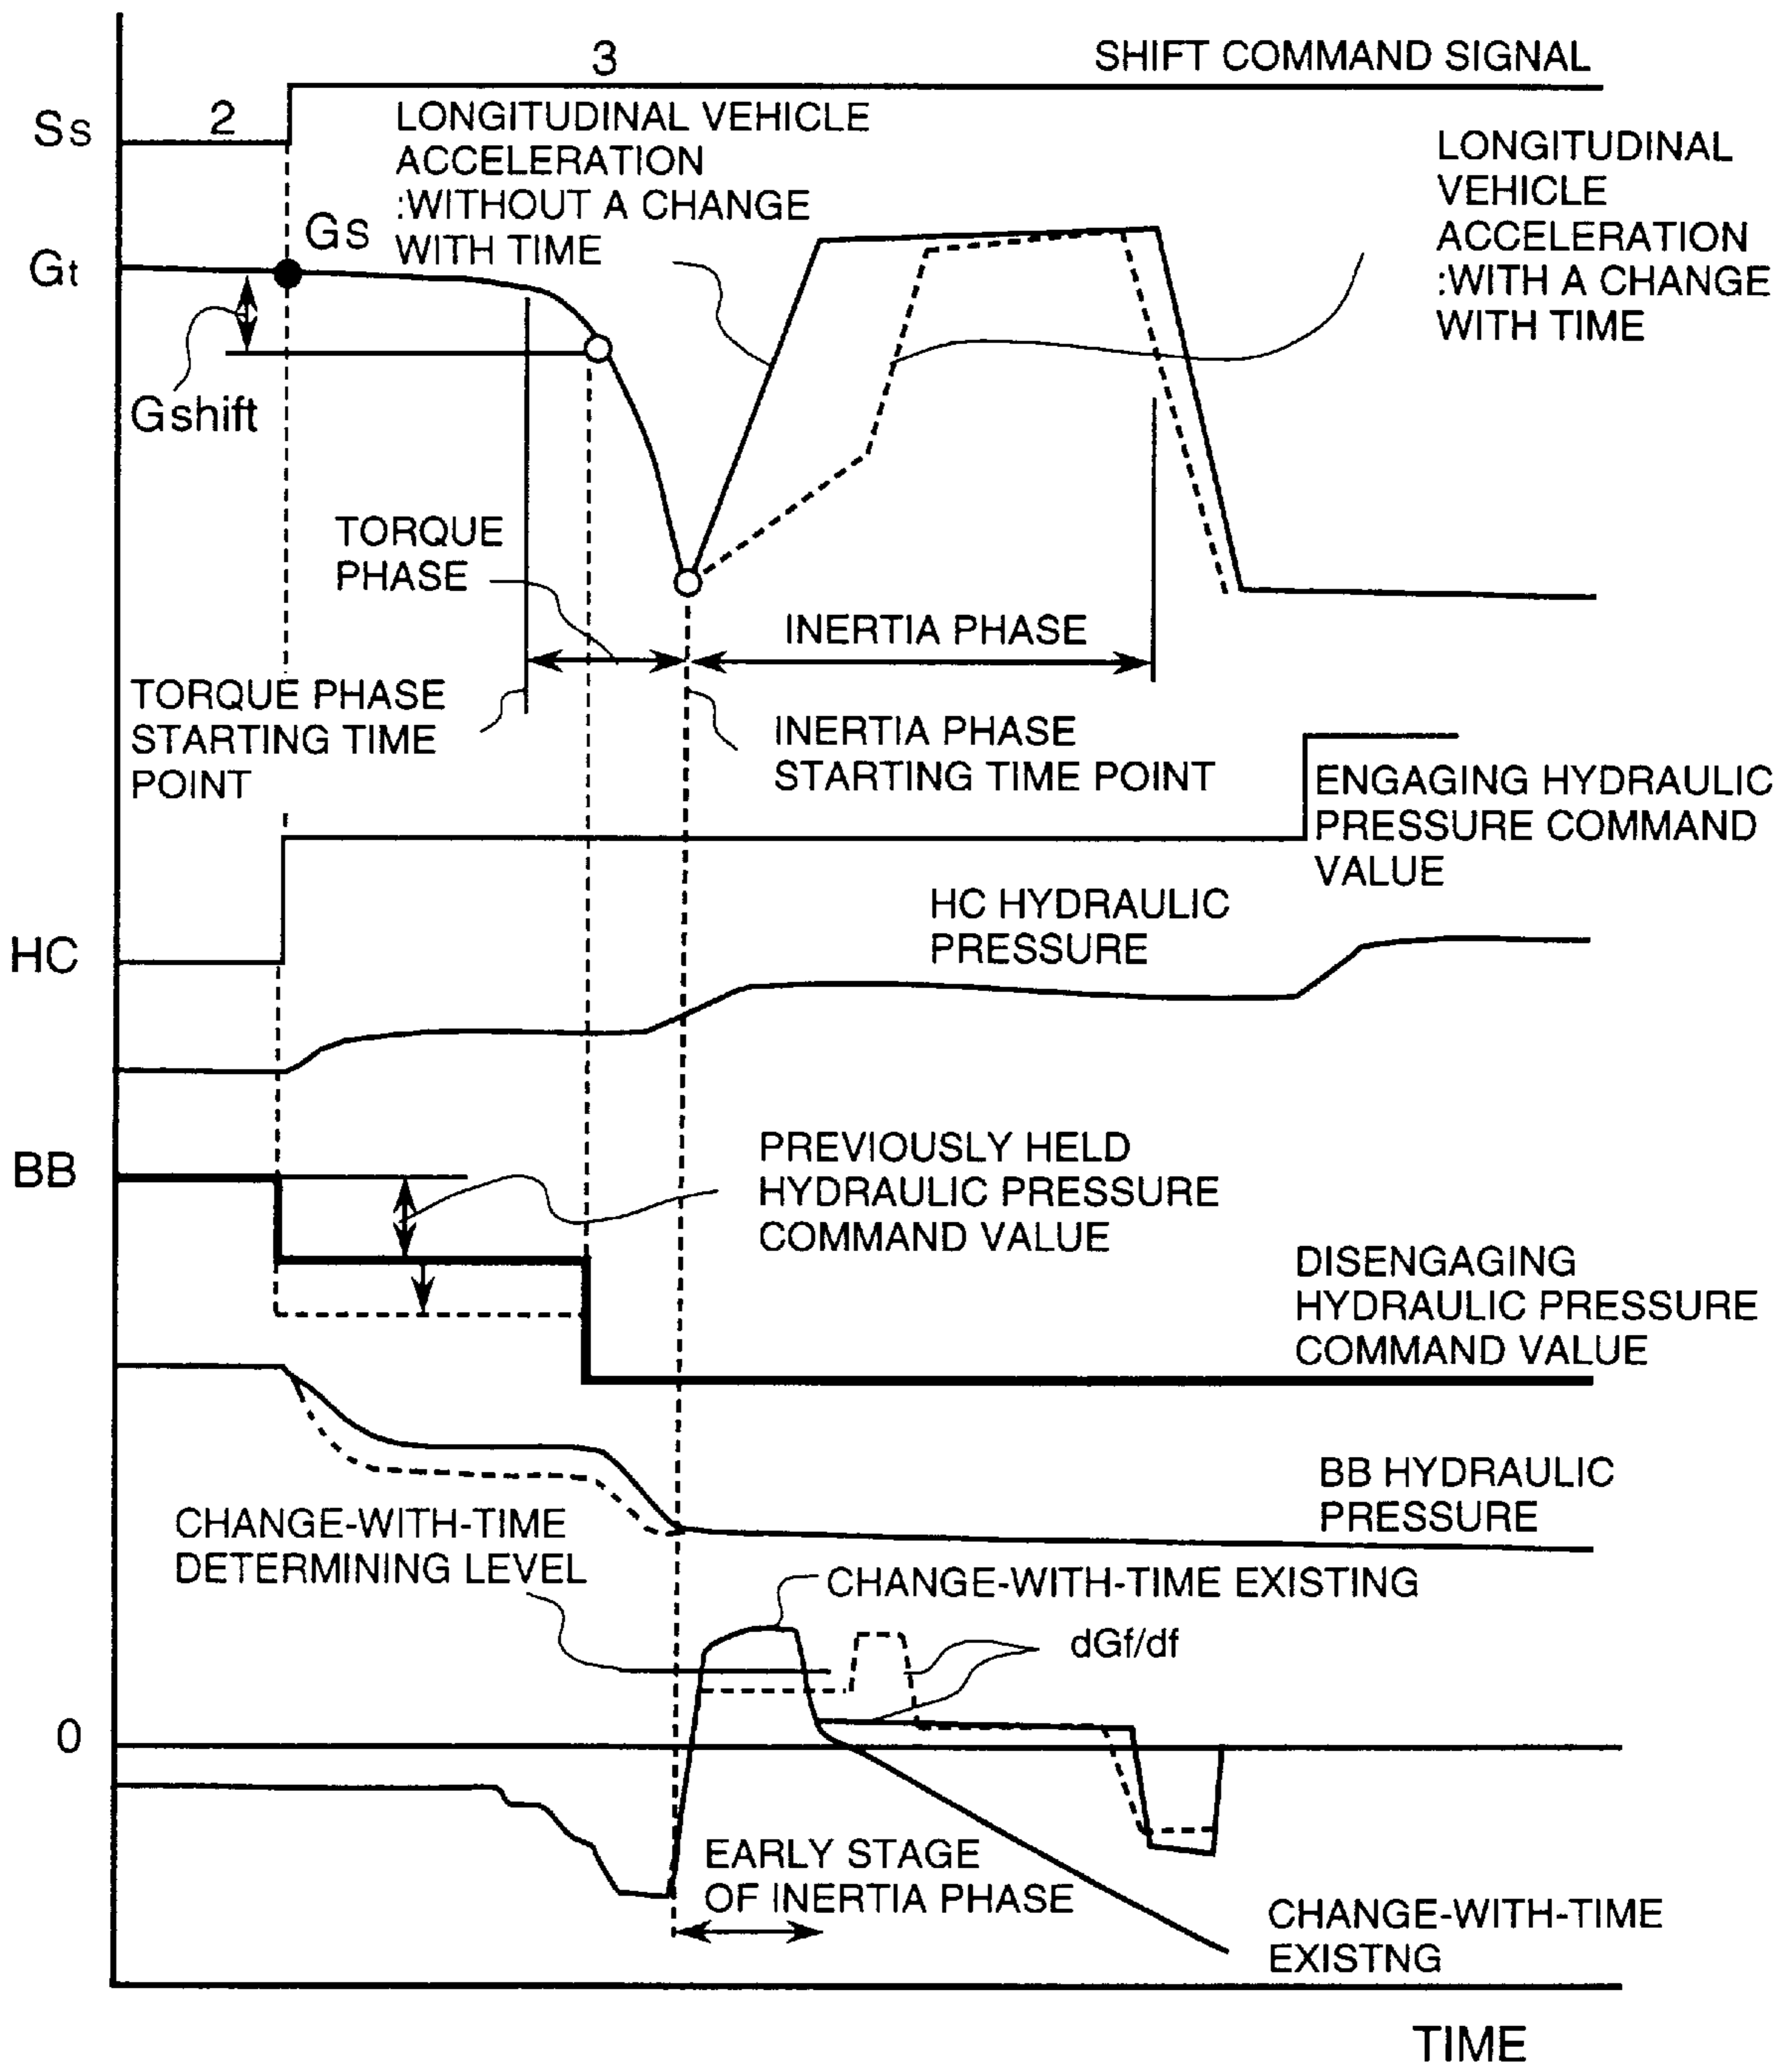 3
SHIFT COMMAND SIGNAL
2
Ss
LONGITUDINAL VEHICLE
ACCELERATION
:WITHOUT A CHANGE
WITH TIME
LONGITUDINAL
VEHICLE
ACCELERATION
:WITH A CHANGE
WITH TIME
Gs
Gt
Gshift
TORQUE
PHASE
INERTIA PHASE
TORQUE PHASE
STARTING TIME
POINT
INERTIA PHASE
STARTING TIME POINT
ENGAGING HYDRAULIC
PRESSURE COMMAND
VALUE
HC
HC HYDRAULIC
PRESSURE
BB
PREVIOUSLY HELD
HYDRAULIC PRESSURE
COMMAND VALUE
DISENGAGING
HYDRAULIC PRESSURE
COMMAND VALUE
BB HYDRAULIC
PRESSURE
CHANGE-WITH-TIME
DETERMINING LEVEL
CHANGE-WITH-TIME EXISTING
dGf/df
0
EARLY STAGE
OF INERTIA PHASE
CHANGE-WITH-TIME
EXISTNG
TIME